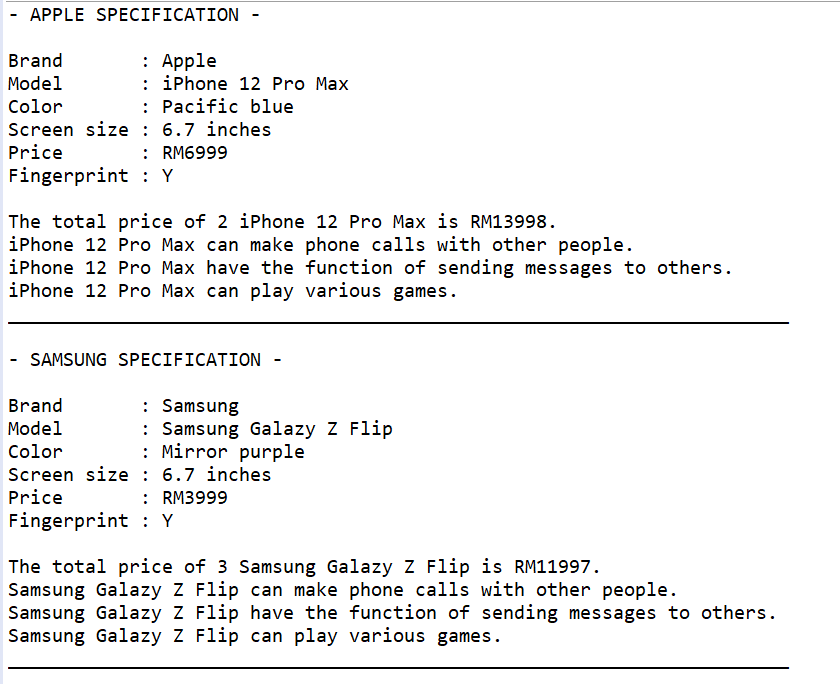 - APPLE SPECIFICATION -
Brand       : Apple
Model       : iPhone 12 Pro Max
Color       : Pacific blue
Screen size : 6.7 inches
Price       : RM6999
Fingerprint : Y
The total price of 2 iPhone 12 Pro Max is RM13998.
iPhone 12 Pro Max can make phone calls with other people.
iPhone 12 Pro Max have the function of sending messages to others.
iPhone 12 Pro Max can play various games.
- SAMSUNG SPECIFICATION -
Brand       : Samsung
Model       : Samsung Galazy Z Flip
Color       : Mirror purple
Screen size : 6.7 inches
Price       : RM3999
Fingerprint : Y
The total price of 3 Samsung Galazy Z Flip is RM11997.
Samsung Galazy Z Flip can make phone calls with other people.
Samsung Galazy Z Flip have the function of sending messages to others.
Samsung Galazy Z Flip can play various games.